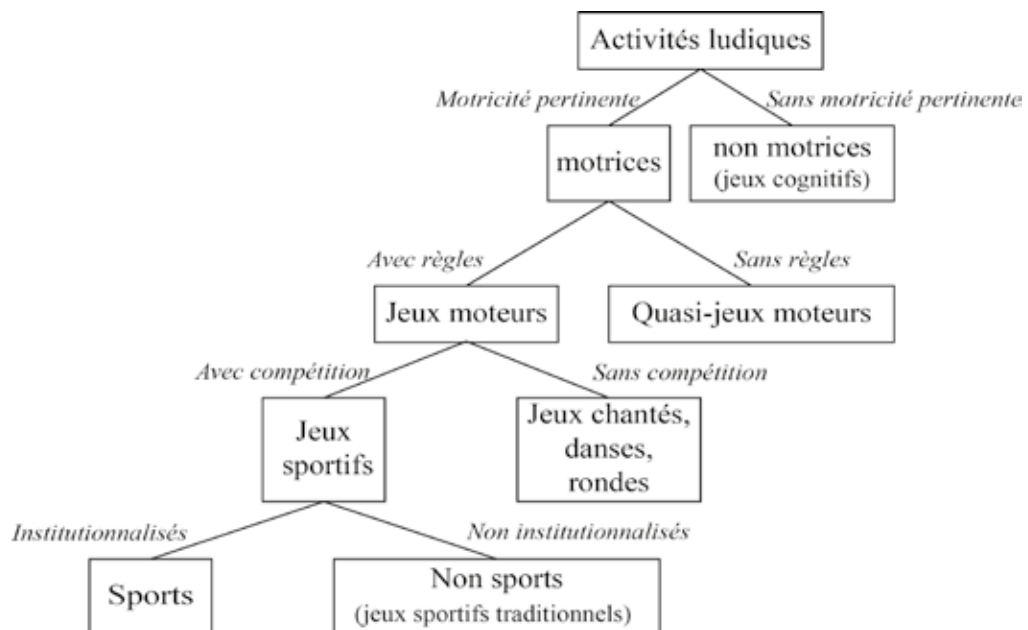 Activités ludiques
Motricité pertinente
Sans motricité pertinente
motrices
non motrices
(jeux cognitifs)
Avec règles
Sans règles
Jeux moteurs
Quasi-jeux moteurs
Avec compétition
Sans compétition
Jeux
sportifs
Jeux chantés,
danses,
rondes
Institutionnalisés
Non institutionnalisés
Sports
Non sports
(jeux sportifs traditionnels)